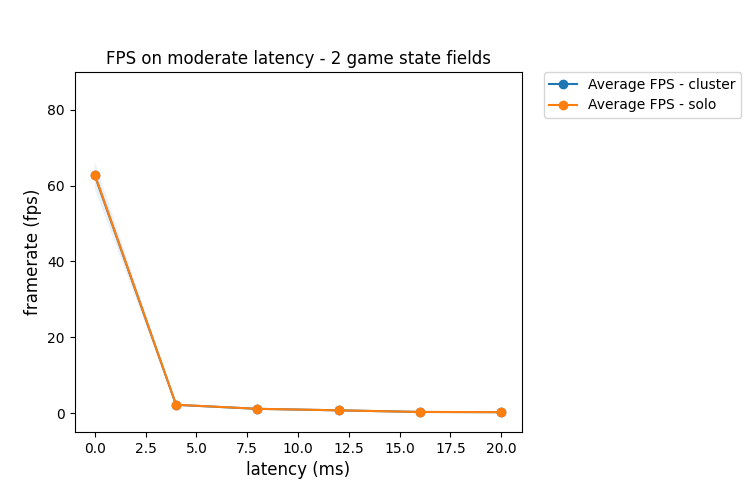 FPS on moderate latency - 2 game state fields
Average FPS - cluster
Average FPS - solo
80
60
40
20
0
framerate (fps)
0.0 2.5 5.0 7.5 10.0 12.5 15.0 17.5 20.0
latency (ms)